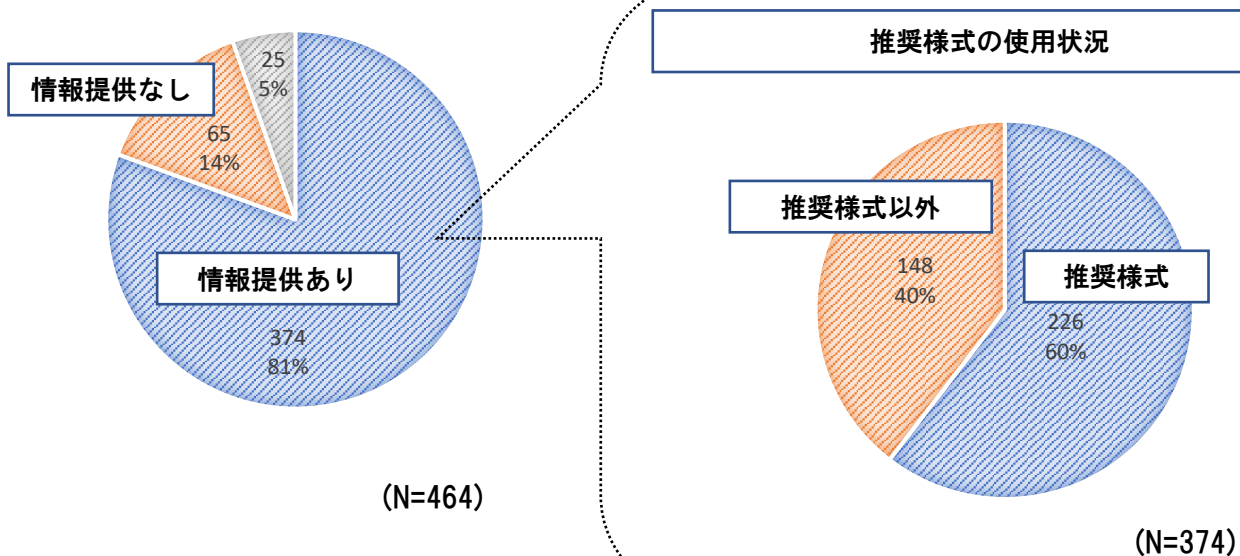 25
5%
情報提供なし
65
14%
情報提供あり
374
81%
(N=464)
推奨様式の使用状況
推奨様式以外
148
40%
推奨様式
226
60%
(N=374)